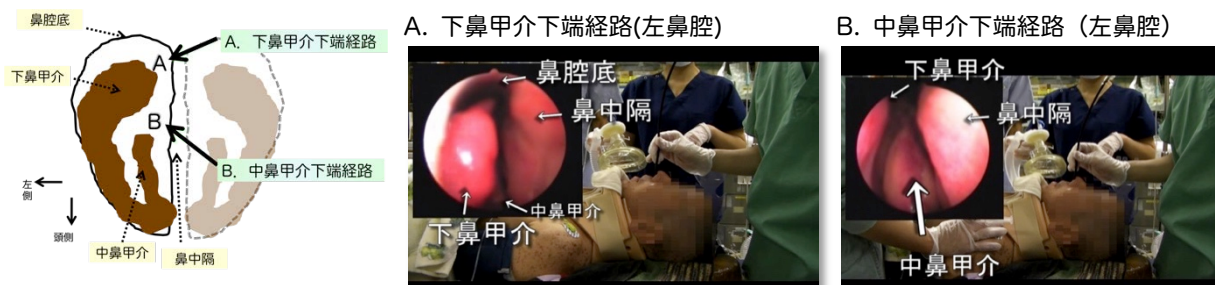 鼻腔底
A. 下鼻甲介下端経路
下鼻甲介
A
B
B. 中鼻甲介下端経路
左側
頭側
中鼻甲介
鼻中隔
A. 下鼻甲介下端経路(左鼻腔)
鼻腔底
鼻中隔
中鼻甲介
下鼻甲介
B. 中鼻甲介下端経路（左鼻腔）
下鼻甲介
鼻中隔
中鼻甲介